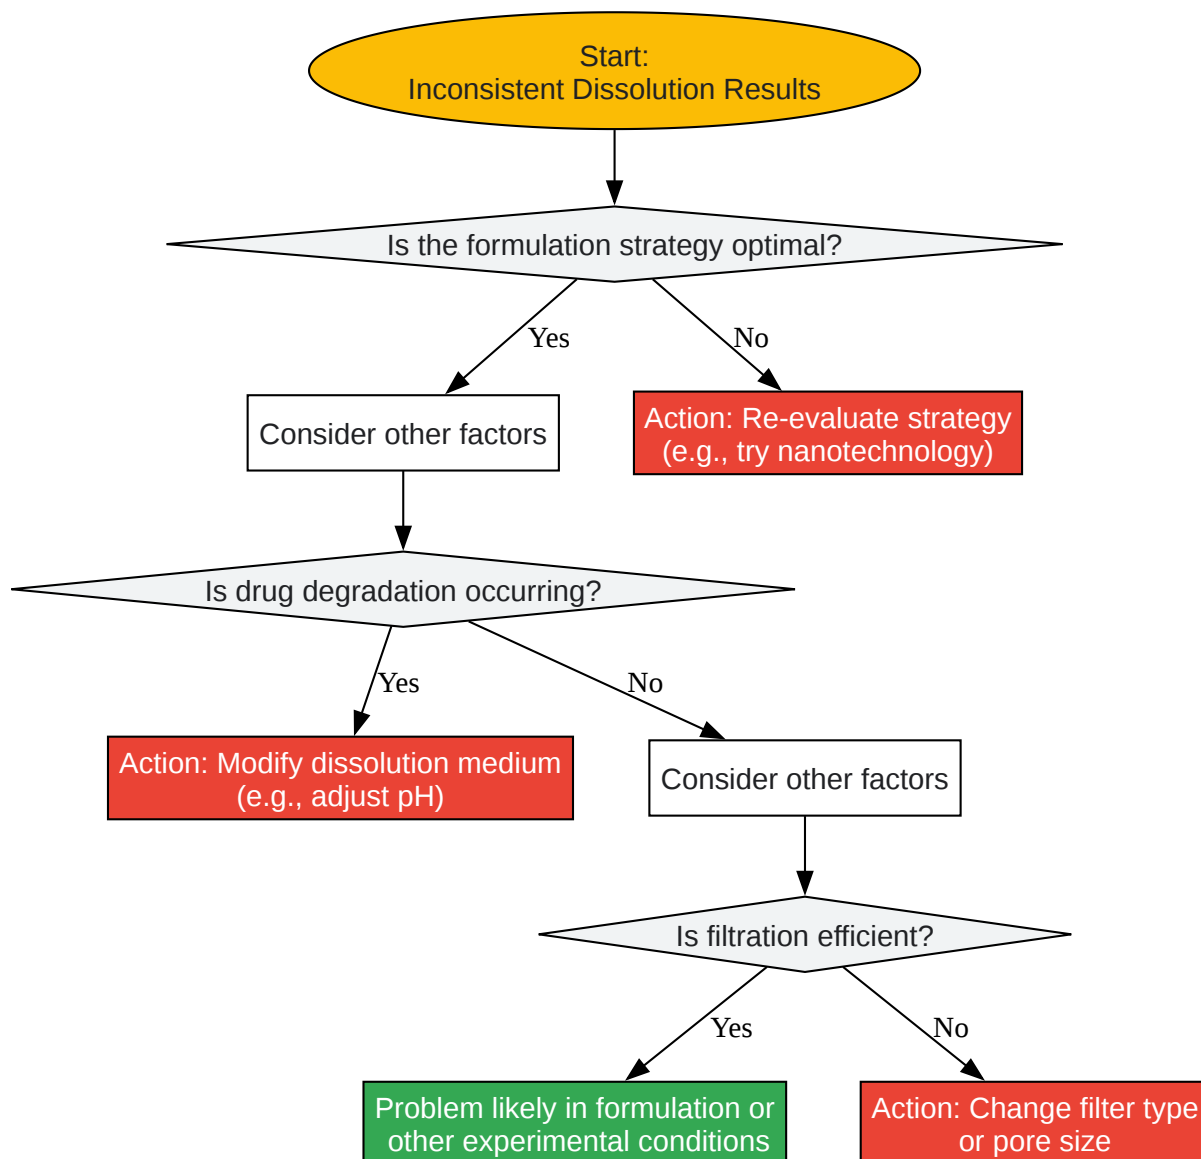 Start:
Inconsistent Dissolution Results
Is the formulation strategy optimal?
Yes
No
Consider other factors
Action: Re-evaluate strategy
(e.g., try nanotechnology)
Is drug degradation occurring?
Yes
No
Action: Modify dissolution medium
(e.g., adjust pH)
Consider other factors
Is filtration efficient?
Yes
No
Problem likely in formulation or
other experimental conditions
Action: Change filter type
or pore size